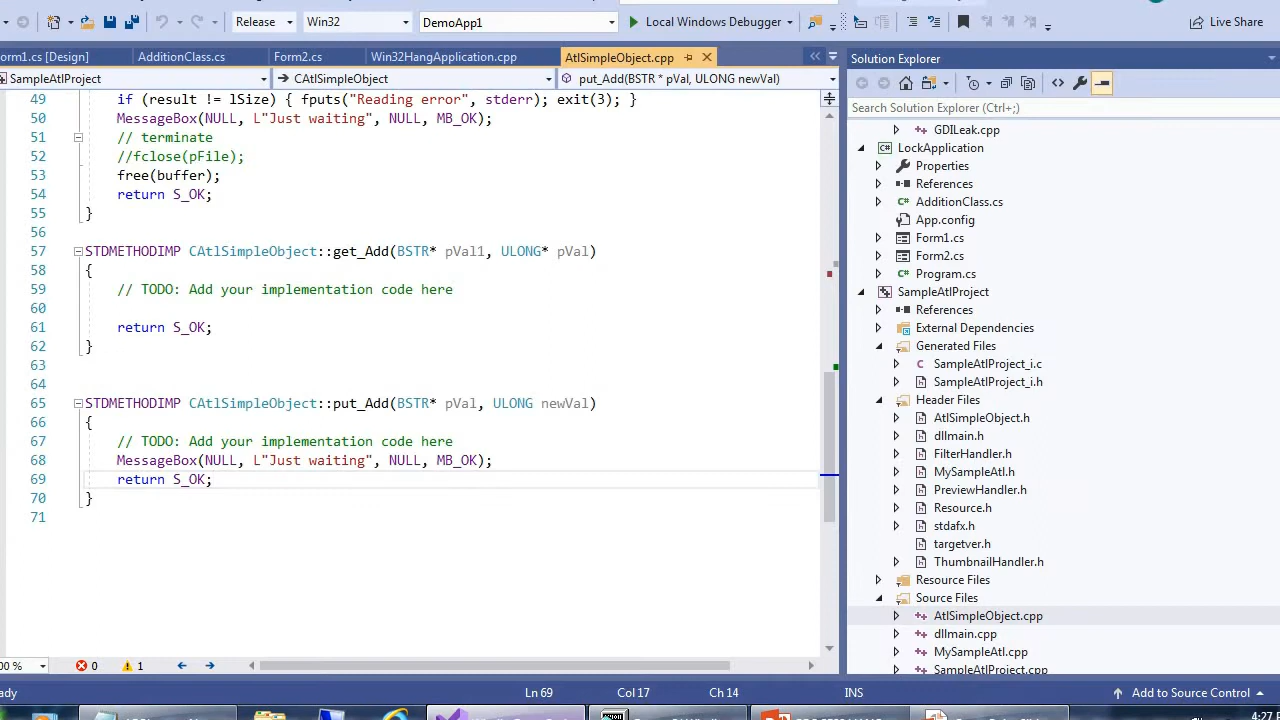 Release
Win32
DemoApp1
Local Windows Debugger
Live Share
orm1.cs [Design]
AdditionClass.cs
Form2.cs
Win32HangApplication.cpp
AtlSimpleObject.cpp
SampleAtlProject
CAtlSimpleObject
put_Add(BSTR * pVal, ULONG newVal)
49 if (result != lSize) { fputs("Reading error", stderr); exit(3); }
50 MessageBox(NULL, L"Just waiting", NULL, MB_OK);
51 // terminate
52 //fclose(pFile);
53 free(buffer);
54 return S_OK;
55 }
56
57 STDMETHODIMP CAtlSimpleObject::get_Add(BSTR* pVal1, ULONG* pVal)
58 {
59 // TODO: Add your implementation code here
60
61 return S_OK;
62 }
63
64
65 STDMETHODIMP CAtlSimpleObject::put_Add(BSTR* pVal, ULONG newVal)
66 {
67 // TODO: Add your implementation code here
68 MessageBox(NULL, L"Just waiting", NULL, MB_OK);
69 return S_OK;
70 }
71
00 %
0
1
Solution Explorer
Search Solution Explorer (Ctrl+;)
GDILeak.cpp
LockApplication
Properties
References
AdditionClass.cs
App.config
Form1.cs
Form2.cs
Program.cs
SampleAtlProject
References
External Dependencies
Generated Files
SampleAtlProject_i.c
SampleAtlProject_i.h
Header Files
AtlSimpleObject.h
dllmain.h
FilterHandler.h
MySampleAtl.h
PreviewHandler.h
Resource.h
stdafx.h
targetver.h
ThumbnailHandler.h
Resource Files
Source Files
AtlSimpleObject.cpp
dllmain.cpp
MySampleAtl.cpp
SampleAtlProject.cpp
ady
Ln 69
Col 17
Ch 14
INS
Add to Source Control